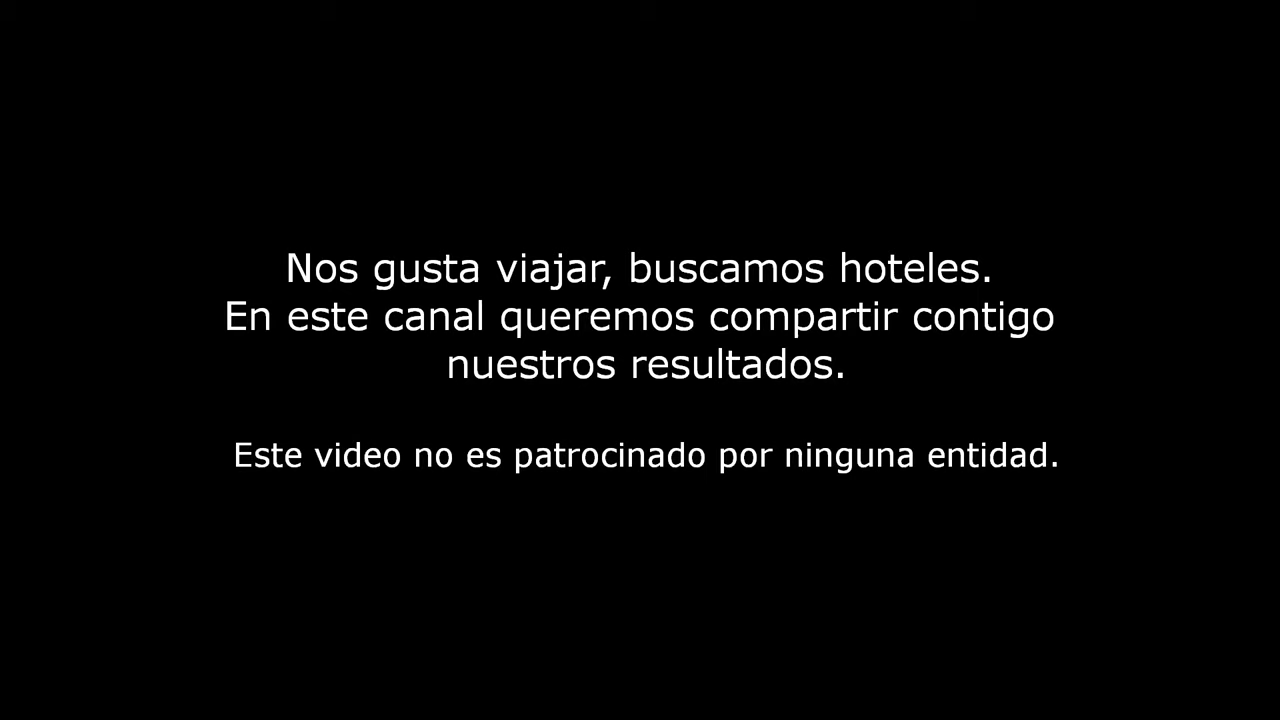 Nos gusta viajar, buscamos hoteles.
En este canal queremos compartir contigo
nuestros resultados.
Este video no es patrocinado por ninguna entidad.